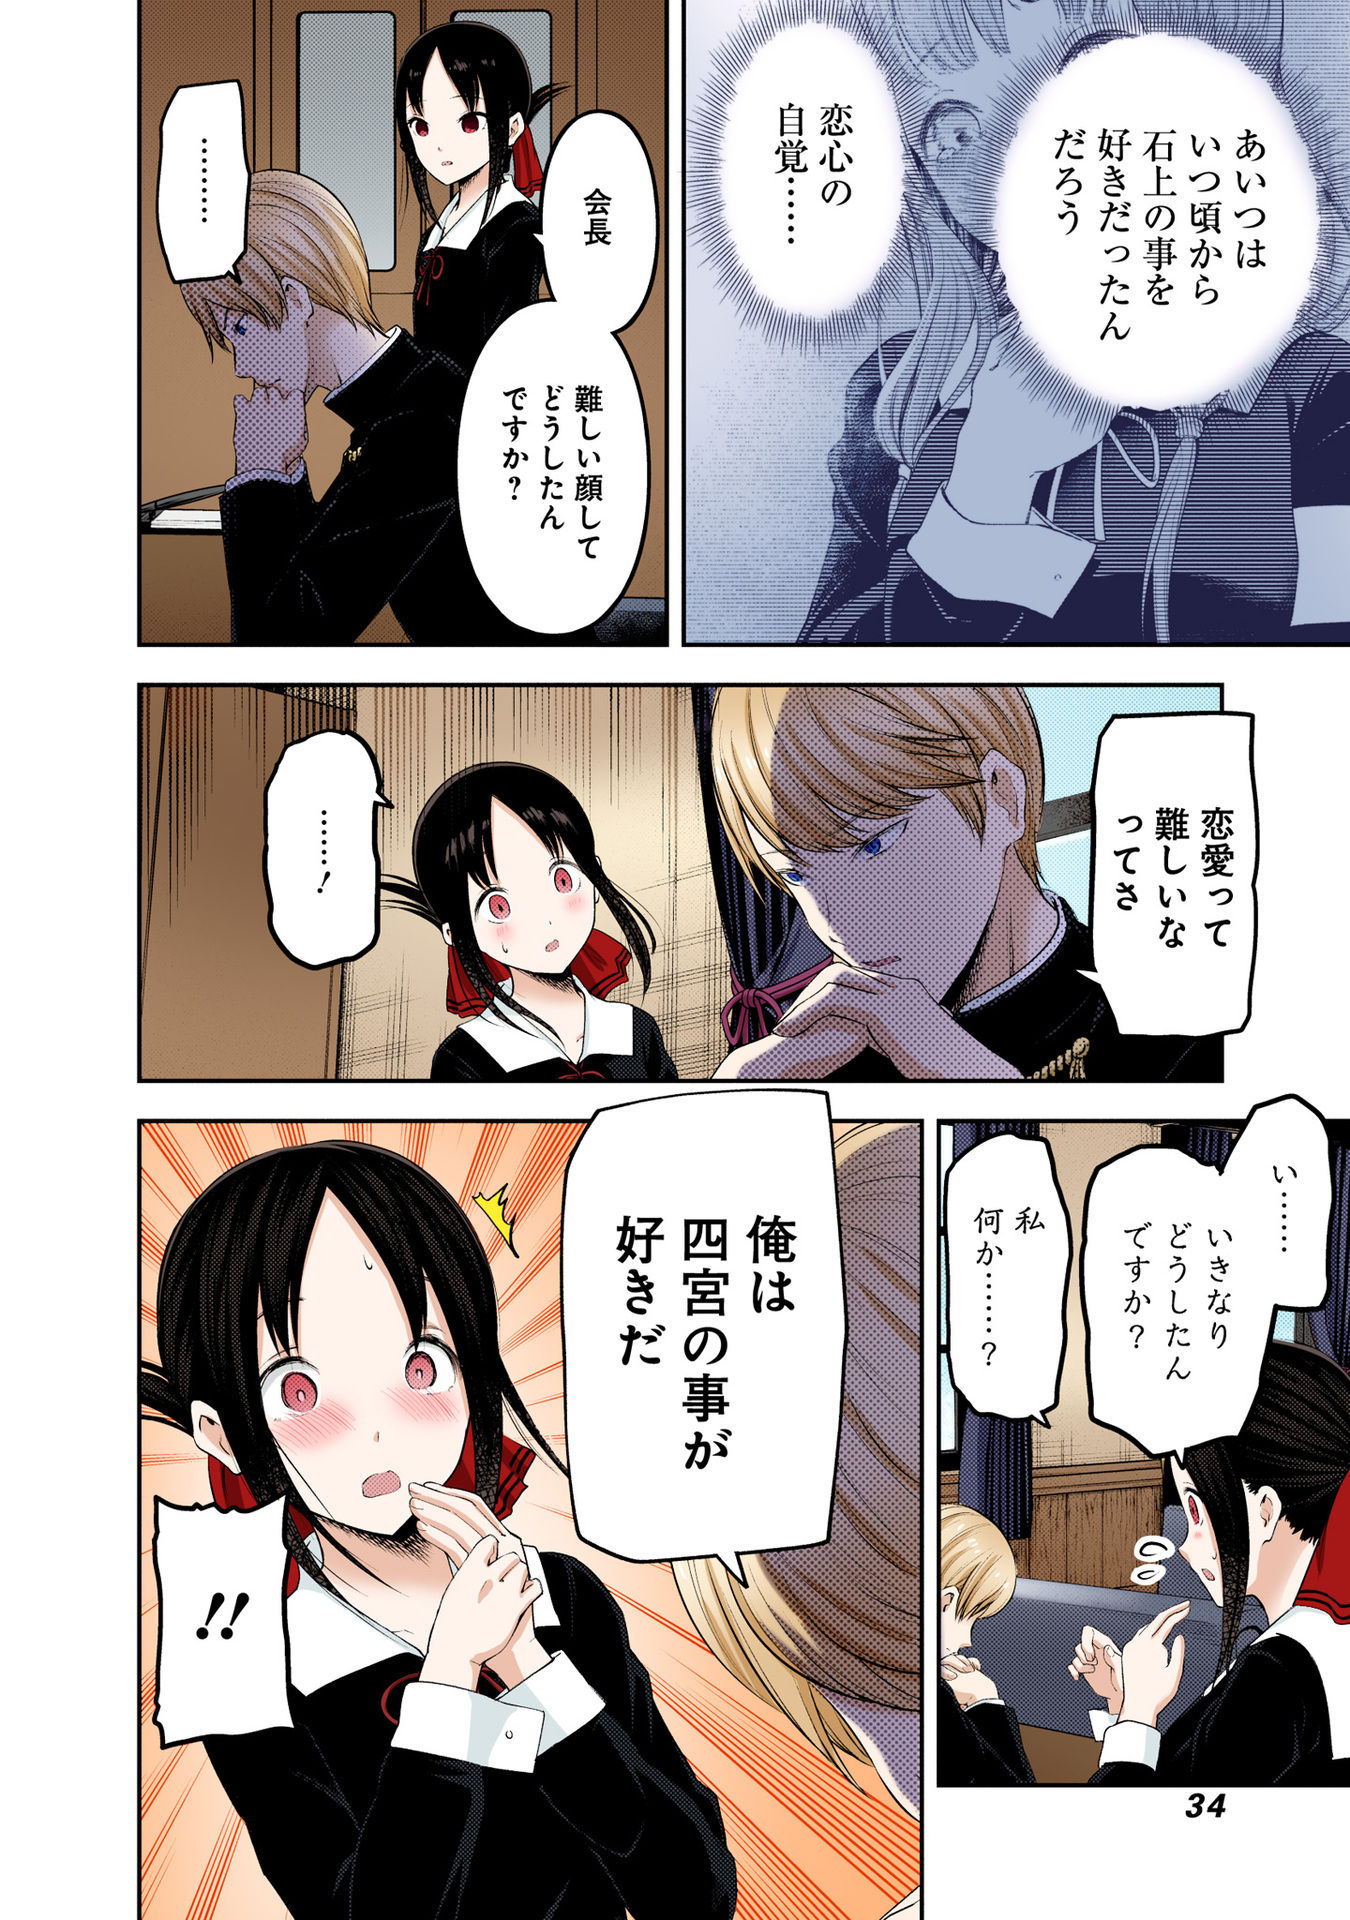 あいつは
いつ頃から
石上の事を
好きだったん
だろう
恋心の
自覚……
会長
難しい顔して
どうしたん
ですか？
………
恋愛って
難しいな
ってさ
……！
い……
いきなり
どうしたん
ですか？
私
何か……？
俺は
四宮の事が
好きだ
!!
34